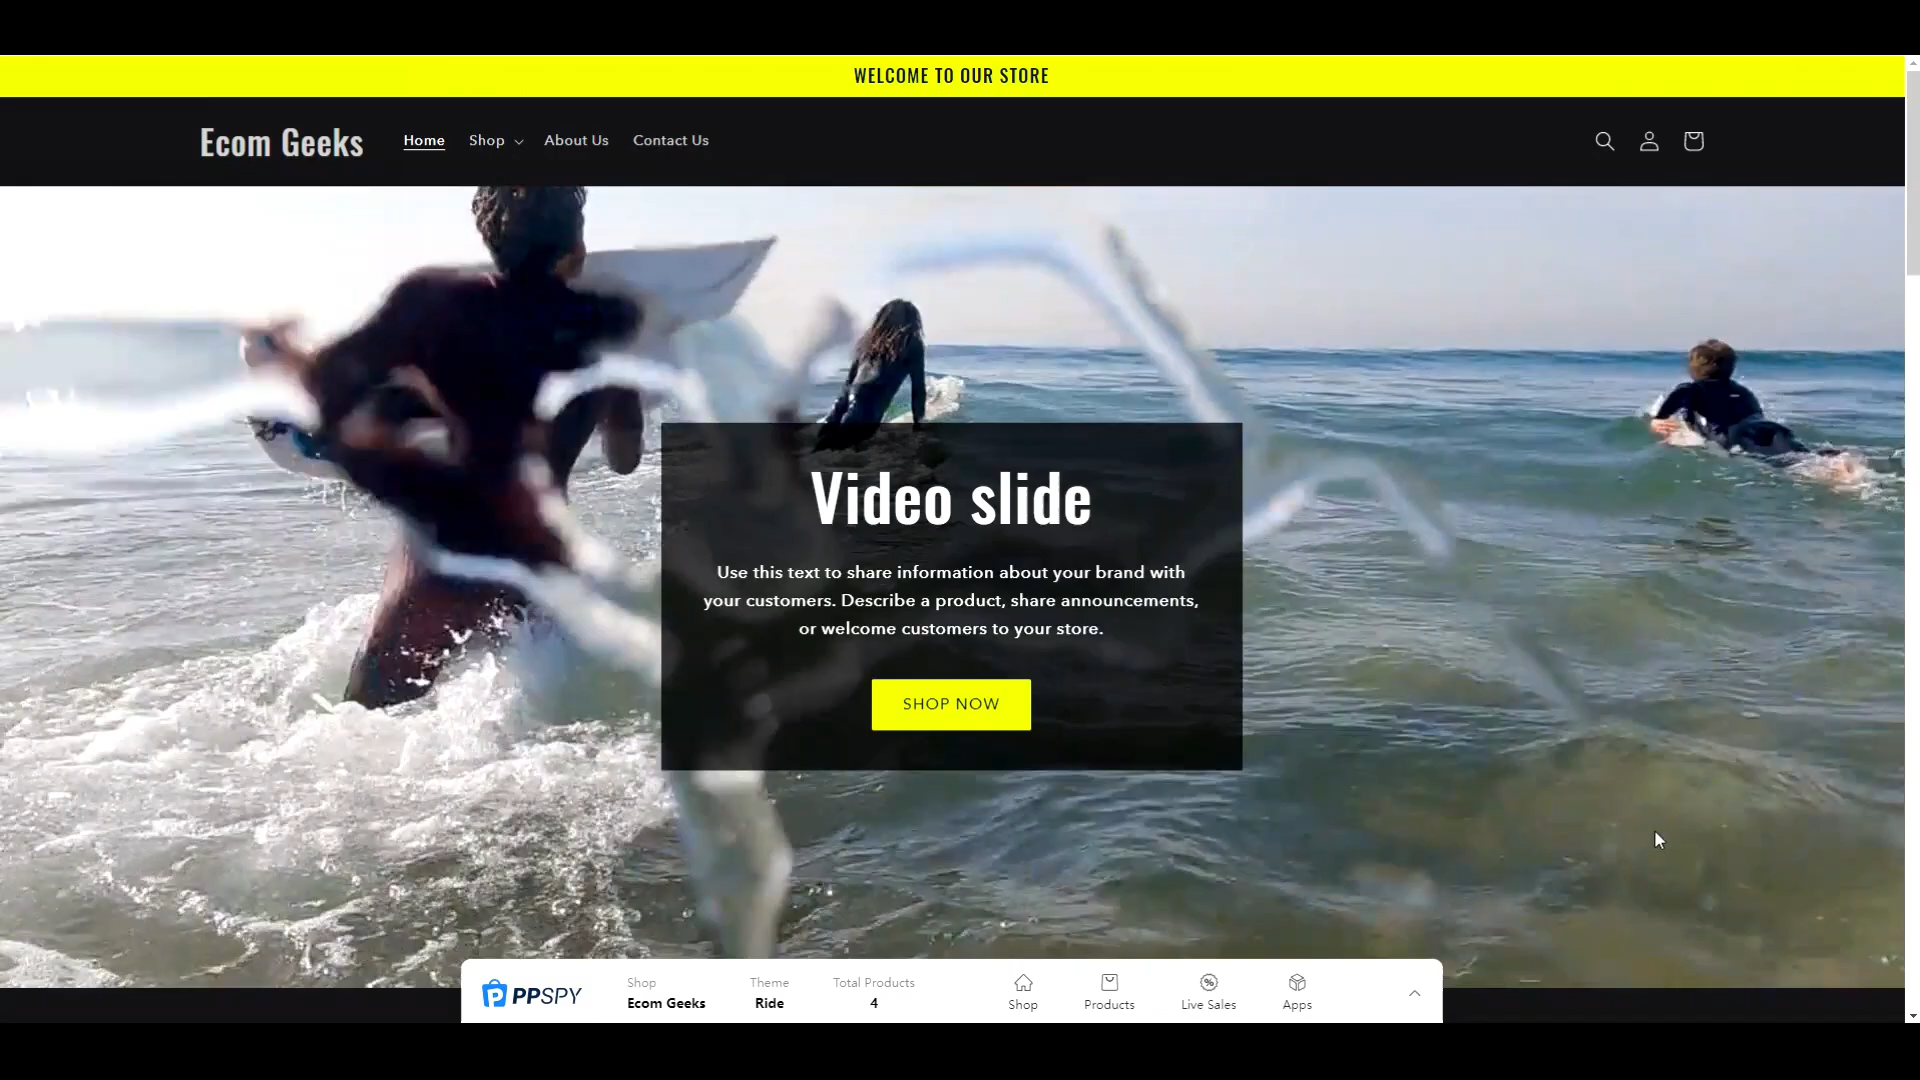 WELCOME TO OUR STORE
Ecom Geeks
Home
Shop
About Us
Contact Us
Video slide
Use this text to share information about your brand with
your customers. Describe a product, share announcements,
or welcome customers to your store.
SHOP NOW
PPSPY
Shop
Ecom Geeks
Theme
Ride
Total Products
4
Shop
Products
Live Sales
Apps